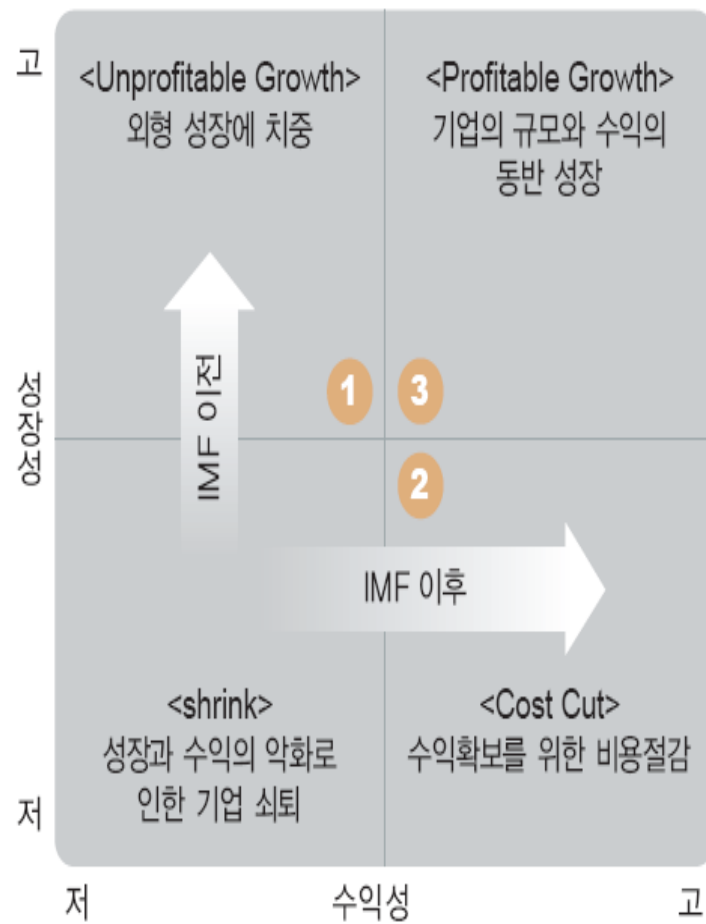 고
<Unprofitable Growth>
외형 성장에 치중
<Profitable Growth>
기업의 규모와 수익의
동반 성장
IMF 이전
1
3
성장성
2
IMF 이후
<shrink>
성장과 수익의 악화로
인한 기업 쇠퇴
<Cost Cut>
수익확보를 위한 비용절감
저
저
수익성
고